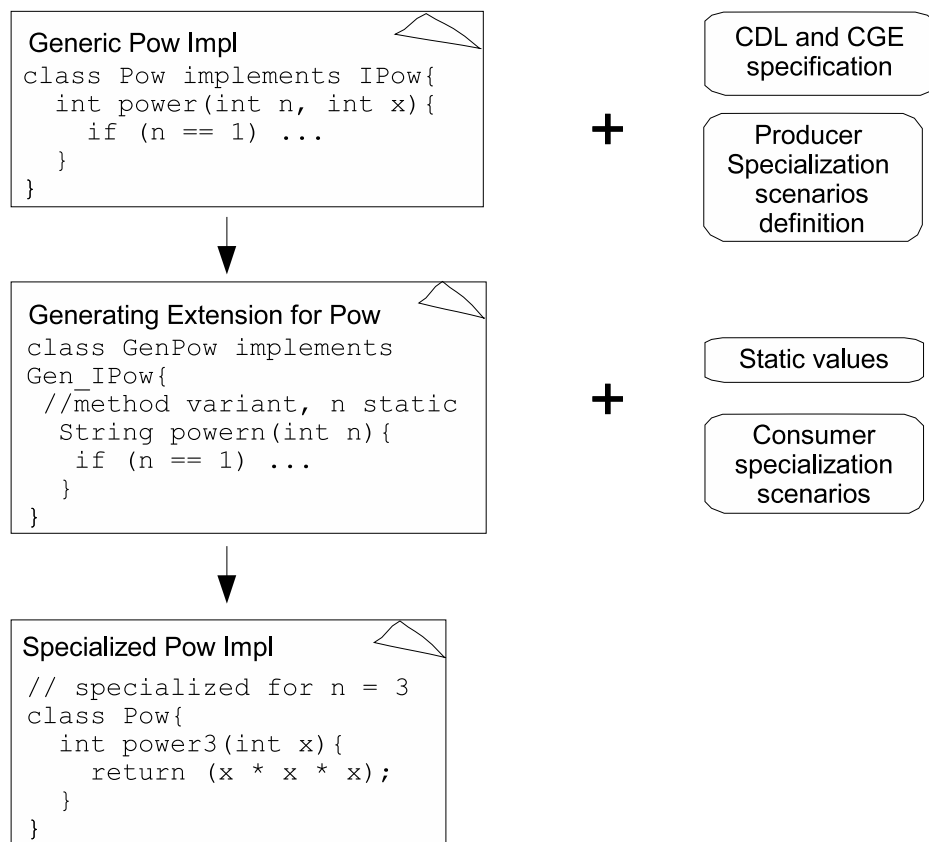 Generic Pow Impl
class Pow implements IPow{
  int power(int n, int x){
    if (n == 1) ...
  }
}
+
CDL and CGE
specification
Producer
Specialization
scenarios
definition
Generating Extension for Pow
class GenPow implements
Gen_IPow{
 //method variant, n static
  String powern(int n){
   if (n == 1) ...
  }
}
+
Static values
Consumer
specialization
scenarios
Specialized Pow Impl
// specialized for n = 3
class Pow{
  int power3(int x){
    return (x * x * x);
  }
}